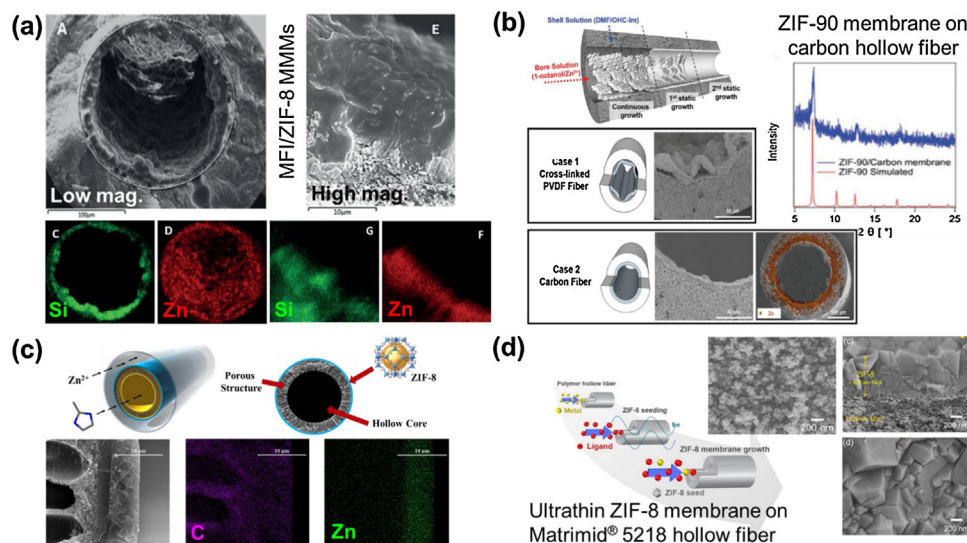 (a)
A
Low mag.
100μm
MFI/ZIF-8 MMMs
E
High mag.
10μm
C
Si
D
Zn
G
Si
F
Zn
(b)
Shell Solution (DMF/OHC-Im)
Bore Solution
(1-octanol/Zn²⁺)
Continuous
growth
1st static
growth
2nd static
growth
ZIF-90 membrane on
carbon hollow fiber
Intensity
ZIF-90/Carbon membrane
ZIF-90 Simulated
5 10 15 20 25
2 θ [ °]
Case 1
Cross-linked
PVDF Fiber
Case 2
Carbon Fiber
Zn
(c)
Zn²⁺
Porous
Structure
ZIF-8
Hollow Core
10 μm
10 μm
C
10 μm
Zn
(d)
Polymer hollow fiber
Metal
ZIF-8 seeding
hv
Ligand
ZIF-8 membrane growth
ZIF-8 seed
200 nm
(c)
ZIF-8
200 nm
(d)
200 nm
Ultrathin ZIF-8 membrane on
Matrimid® 5218 hollow fiber